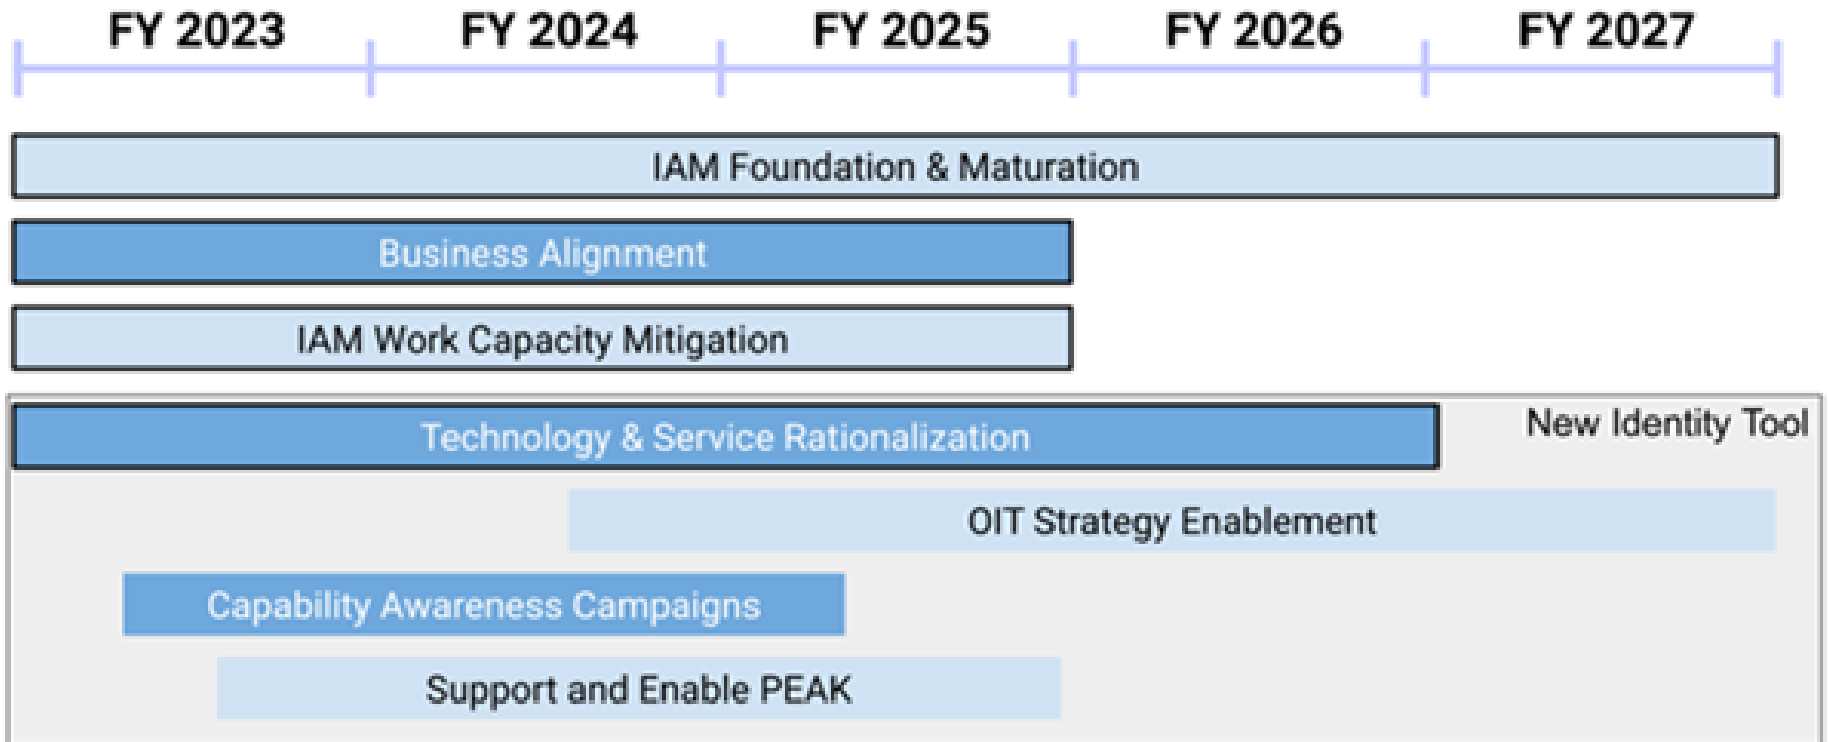 FY 2023 FY 2024 FY 2025 FY 2026 FY 2027
IAM Foundation & Maturation
Business Alignment
IAM Work Capacity Mitigation
Technology & Service Rationalization
New Identity Tool
OIT Strategy Enablement
Capability Awareness Campaigns
Support and Enable PEAK